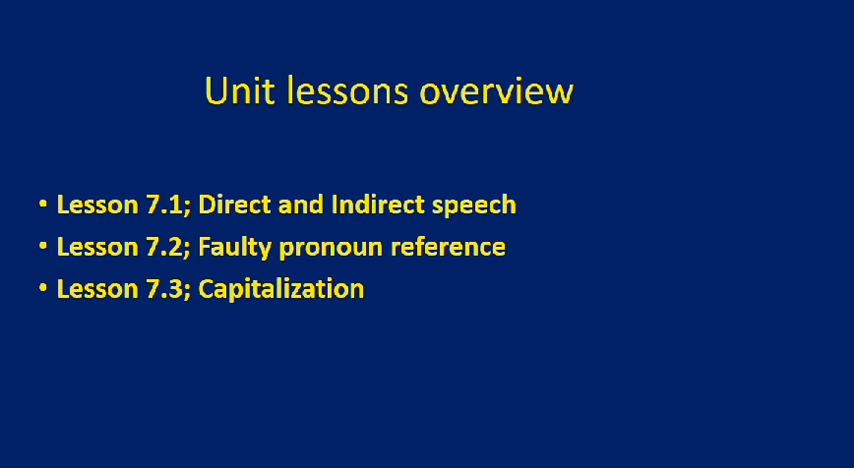 Unit lessons overview
• Lesson 7.1; Direct and Indirect speech
• Lesson 7.2; Faulty pronoun reference
• Lesson 7.3; Capitalization